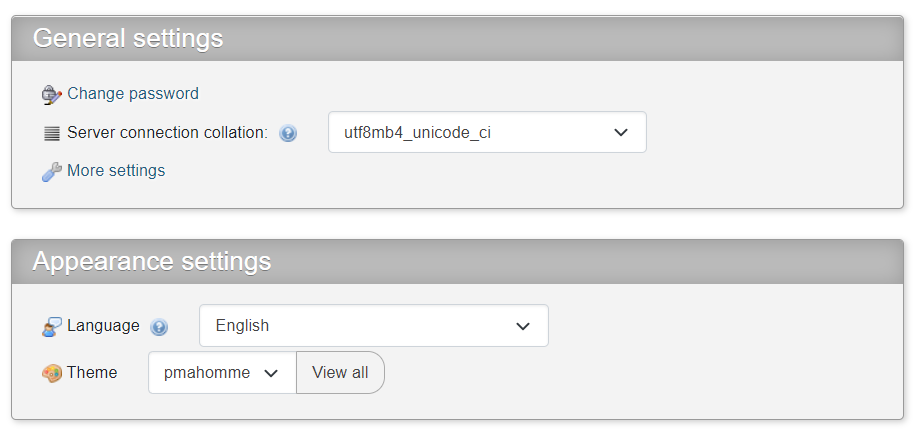 General settings
Change password
Server connection collation: utf8mb4_unicode_ci
More settings
Appearance settings
Language English
Theme pmahomme View all